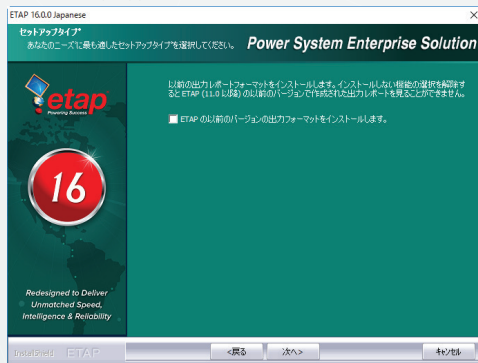 ETAP 16.0.0 Japanese
セットアップタイプ
あなたのニーズに最も適したセットアップタイプを選択してください。
Power System Enterprise Solution
以前の出力レポートフォーマットをインストールします。インストールしない機能の選択を解除す
ると ETAP (11.0 以降) の以前のバージョンで作成された出力レポートを見ることができません。
ETAP の以前のバージョンの出力フォーマットをインストールします。
etap
Powering Success
16
Redesigned to Deliver
Unmatched Speed,
Intelligence & Reliability
InstallShield ETAP
<戻る 次へ> キャンセル